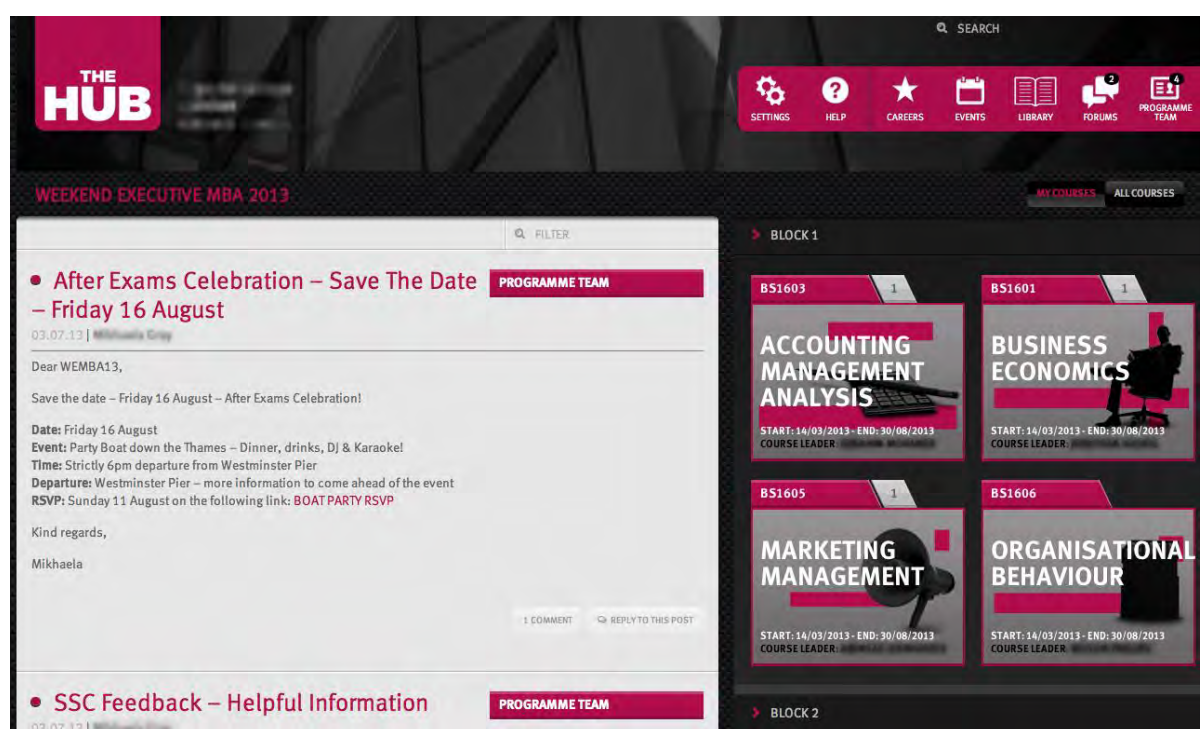 THE
HUB
SEARCH
SETTINGS
HELP
CAREERS
EVENTS
LIBRARY
2
FORUMS
4
PROGRAMME
TEAM
WEEKEND EXECUTIVE MBA 2013
MY COURSES
ALL COURSES
FILTER
• After Exams Celebration – Save The Date
– Friday 16 August
PROGRAMME TEAM
03.07.13 |
Dear WEMBA13,
Save the date – Friday 16 August – After Exams Celebration!
Date: Friday 16 August
Event: Party Boat down the Thames – Dinner, drinks, DJ & Karaoke!
Time: Strictly 6pm departure from Westminster Pier
Departure: Westminster Pier – more information to come ahead of the event
RSVP: Sunday 11 August on the following link: BOAT PARTY RSVP
Kind regards,
Mikhaela
1 COMMENT
REPLY TO THIS POST
• SSC Feedback – Helpful Information
PROGRAMME TEAM
03.07.13 |
> BLOCK 1
BS1603
1
ACCOUNTING
MANAGEMENT
ANALYSIS
START: 14/03/2013 - END: 30/08/2013
COURSE LEADER:
BS1601
1
BUSINESS
ECONOMICS
START: 14/03/2013 - END: 30/08/2013
COURSE LEADER:
BS1605
1
MARKETING
MANAGEMENT
START: 14/03/2013 - END: 30/08/2013
COURSE LEADER:
BS1606
ORGANISATIONAL
BEHAVIOUR
START: 14/03/2013 - END: 30/08/2013
COURSE LEADER:
> BLOCK 2